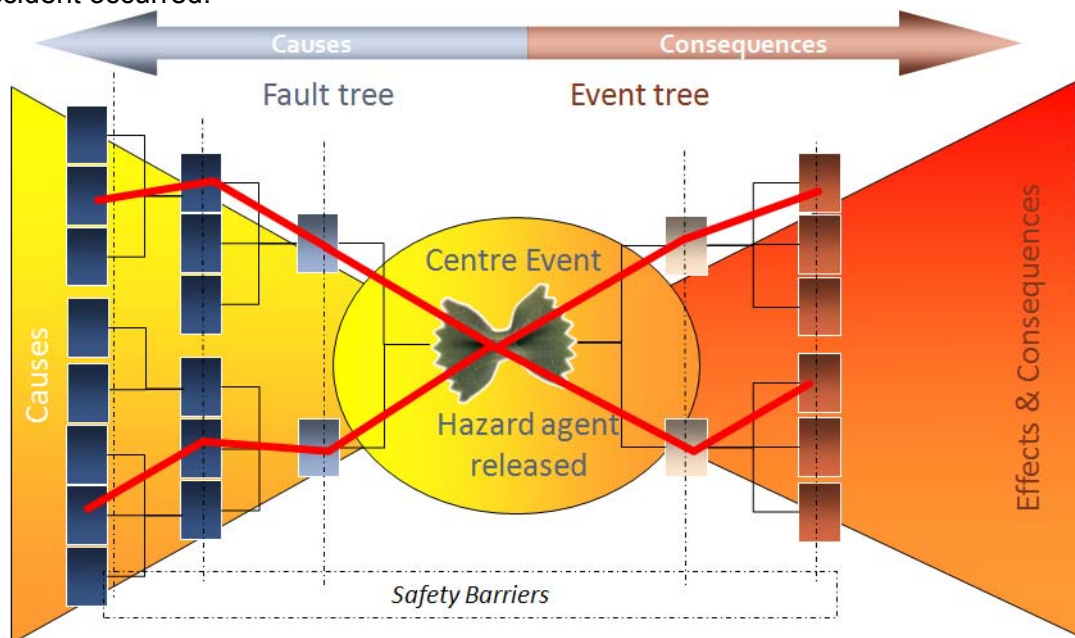 Causes
Consequences
Fault tree
Event tree
Causes
Centre Event
Hazard agent
released
Effects & Consequences
Safety Barriers